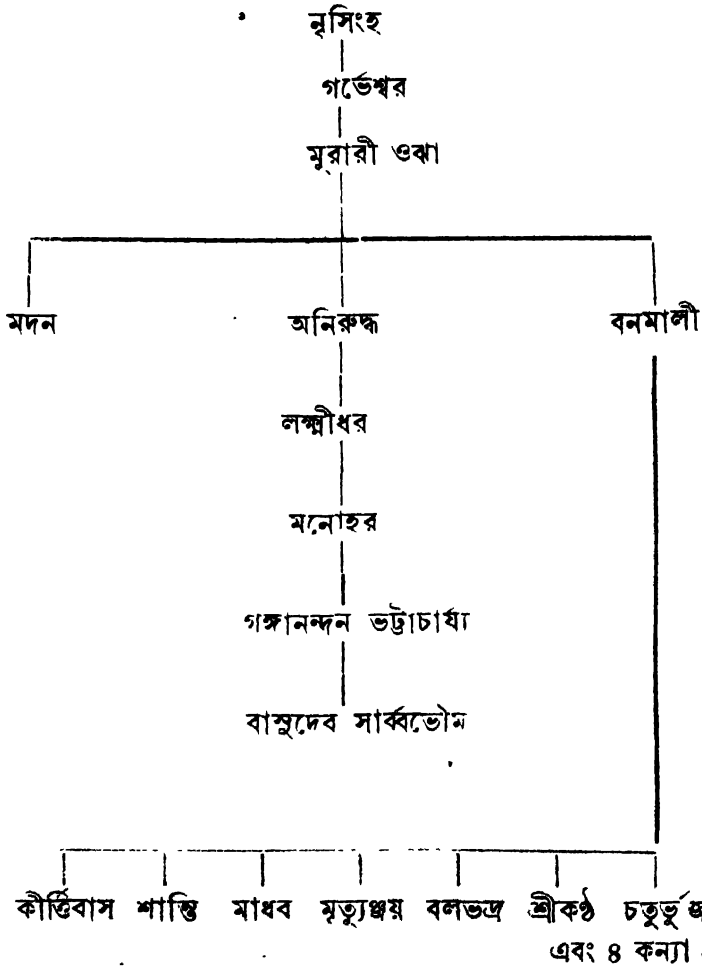 নৃসিংহ
গর্ভেশ্বর
মুরারী ওঝা
মদন অনিরুদ্ধ বনমালী
লক্ষ্মীধর
মনোহর
গঙ্গানন্দন ভট্টাচার্য্য
বাসুদেব সার্ব্বভৌম
কীর্ত্তিবাস শান্তি মাধব মৃত্যুঞ্জয় বলভদ্র শ্রীকণ্ঠ চতুর্ভুজ
এবং ৪ কন্যা